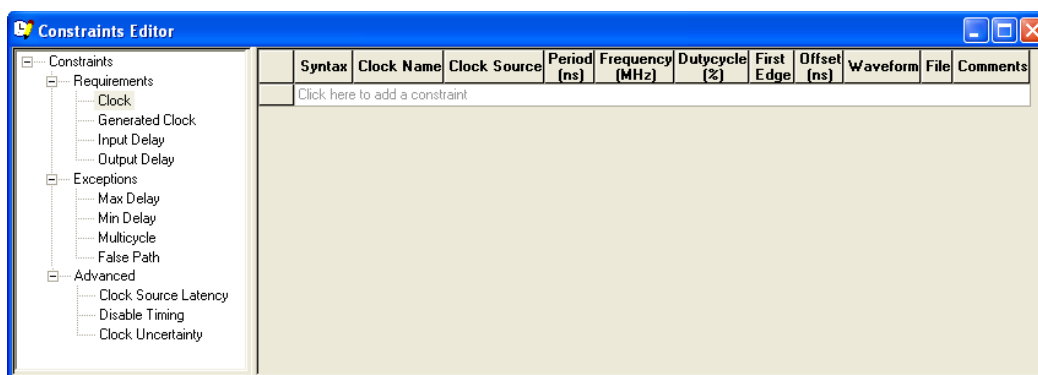 Constraints Editor
Constraints
Requirements
Clock
Generated Clock
Input Delay
Output Delay
Exceptions
Max Delay
Min Delay
Multicycle
False Path
Advanced
Clock Source Latency
Disable Timing
Clock Uncertainty
Syntax Clock Name Clock Source Period (ns) Frequency (MHz) Dutycycle (%) First Edge Offset (ns) Waveform File Comments
Click here to add a constraint